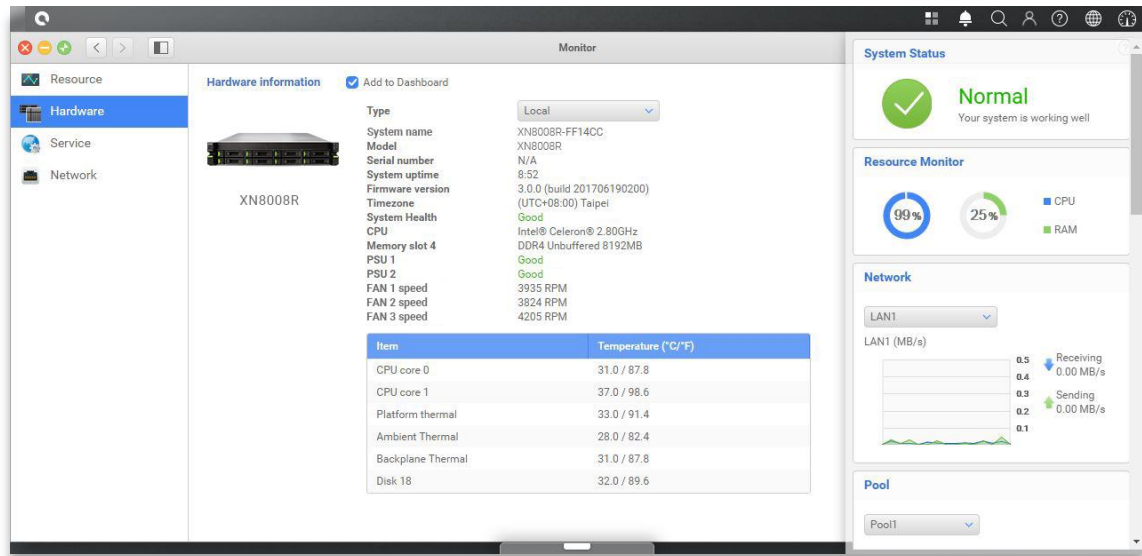 Monitor
Resource
Hardware
Service
Network
Hardware information
Add to Dashboard
XN8008R
Type Local
System name XN8008R-FF14CC
Model XN8008R
Serial number N/A
System uptime 8:52
Firmware version 3.0.0 (build 201706190200)
Timezone (UTC+08:00) Taipei
System Health Good
CPU Intel® Celeron® 2.80GHz
Memory slot 4 DDR4 Unbuffered 8192MB
PSU 1 Good
PSU 2 Good
FAN 1 speed 3935 RPM
FAN 2 speed 3824 RPM
FAN 3 speed 4205 RPM
Item Temperature (°C/°F)
CPU core 0 31.0 / 87.8
CPU core 1 37.0 / 98.6
Platform thermal 33.0 / 91.4
Ambient Thermal 28.0 / 82.4
Backplane Thermal 31.0 / 87.8
Disk 18 32.0 / 89.6
System Status
Normal
Your system is working well
Resource Monitor
99%
25%
CPU
RAM
Network
LAN1
LAN1 (MB/s)
0.5
0.4
0.3
0.2
0.1
Receiving
0.00 MB/s
Sending
0.00 MB/s
Pool
Pool1